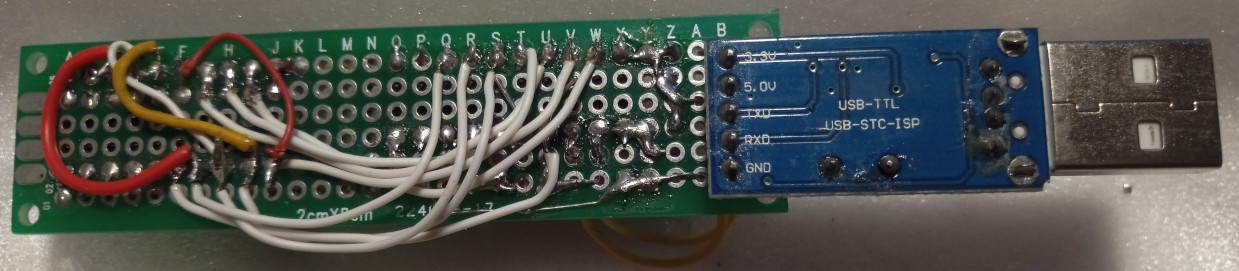 F H J K L M N O P Q R S T U V W X Y Z A B
3.3V
5.0V
TXD
RXD
GND
USB-TTL
USB-STC-ISP
2cmX8cm